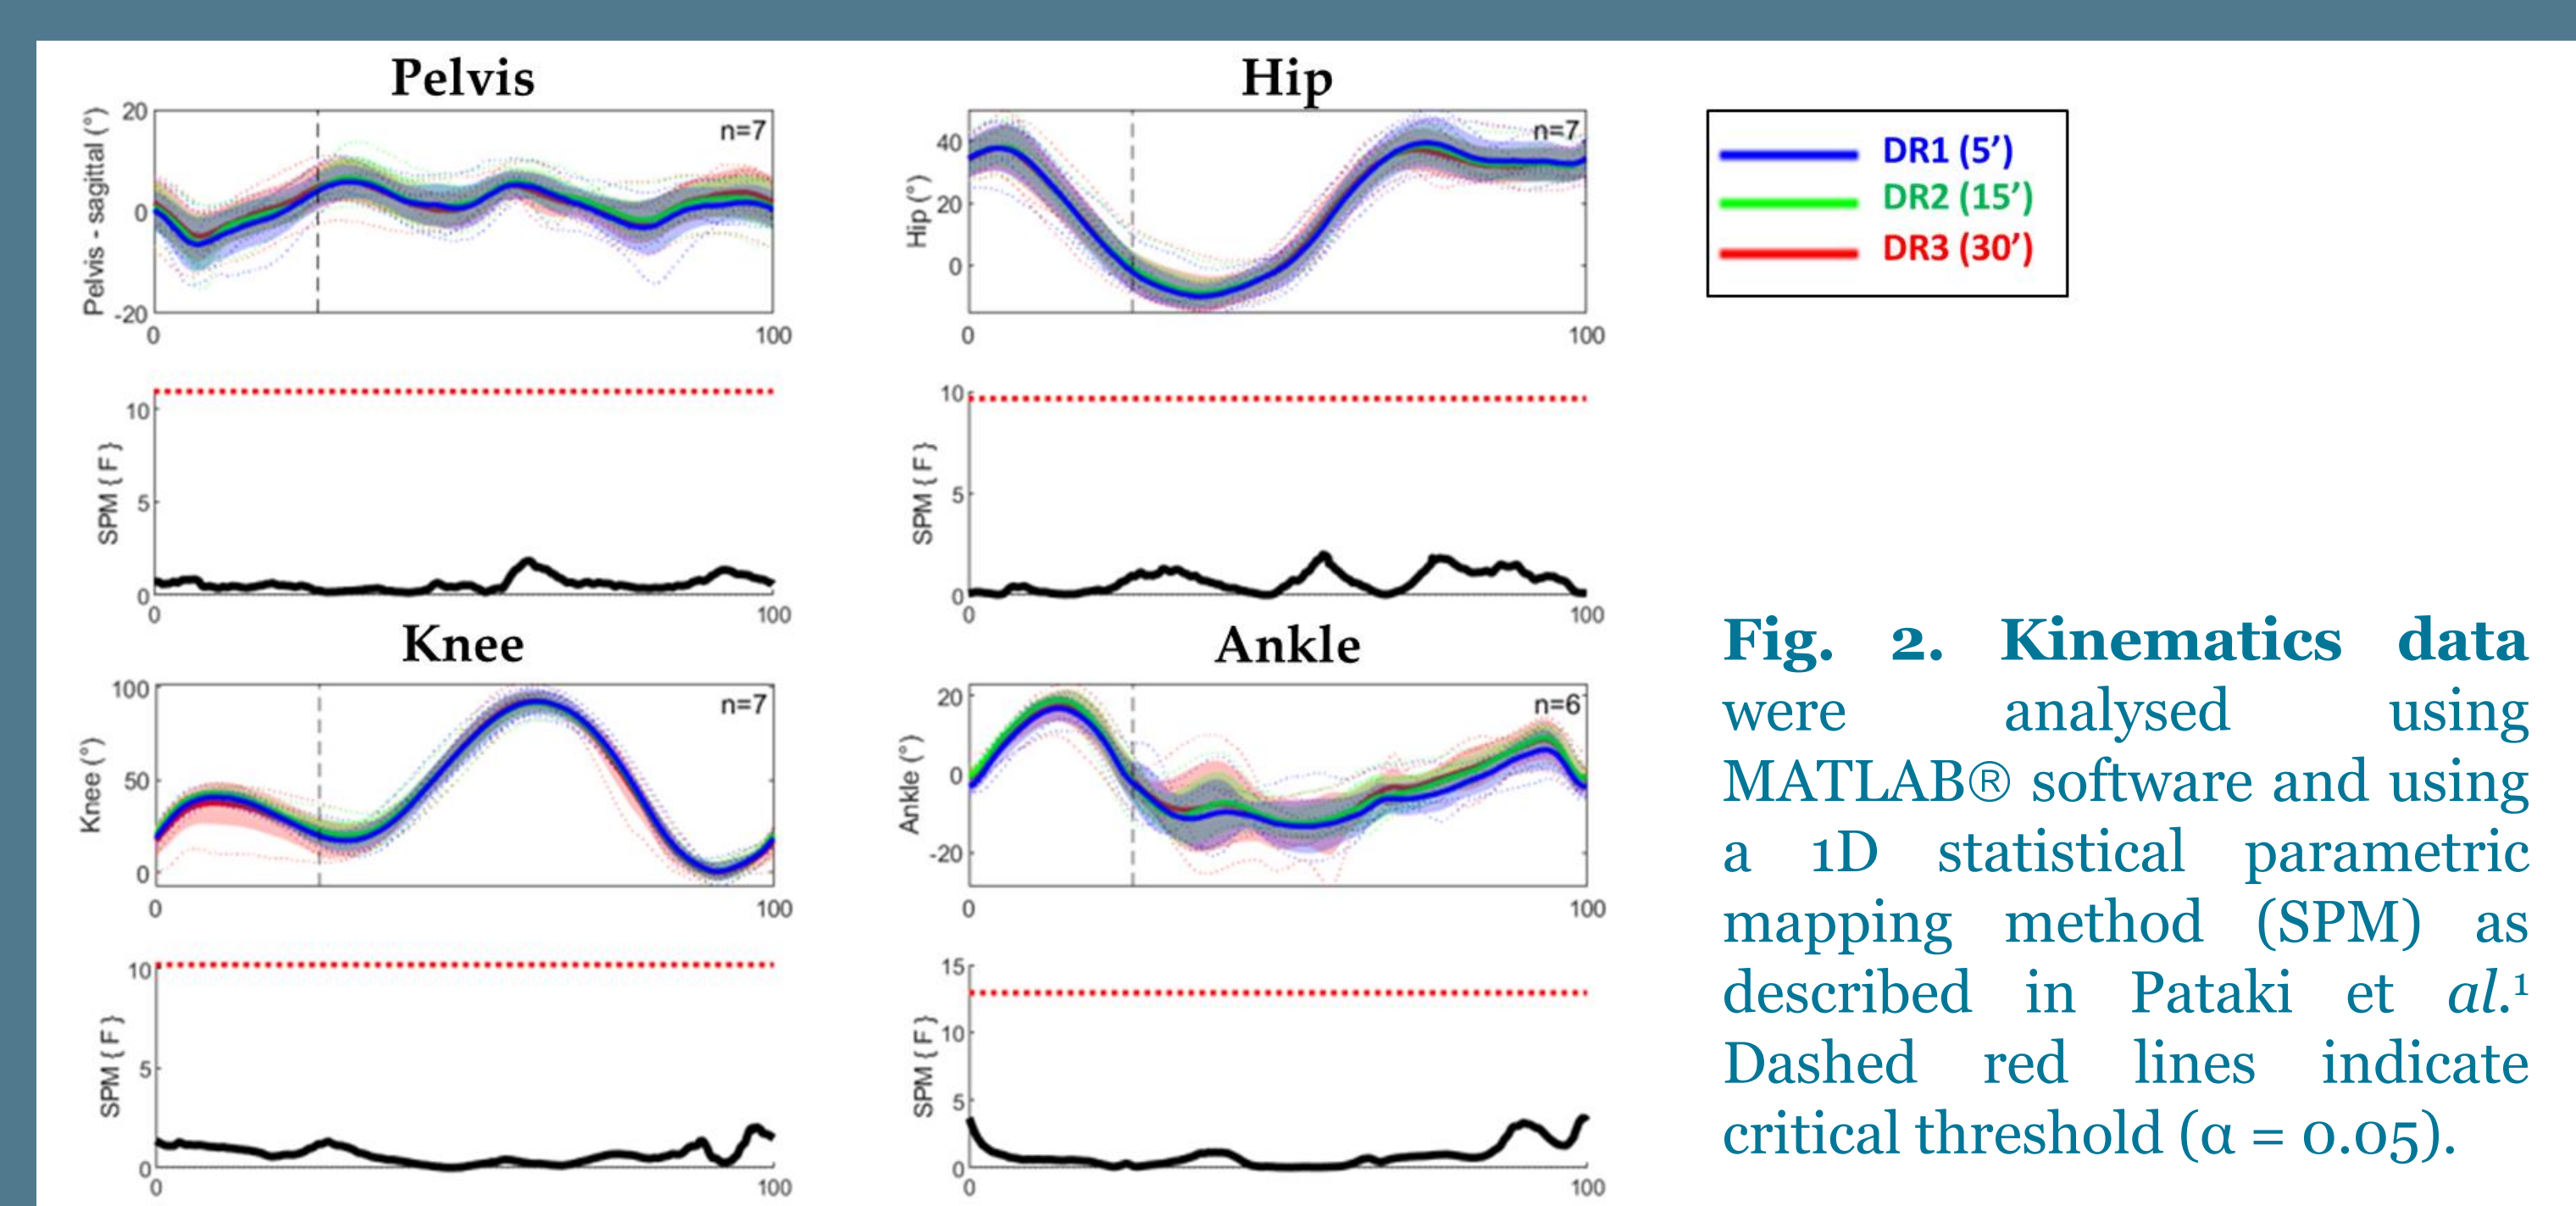 Pelvis
Pelvis - sagittal (°)
20
0
-20
n=7
0
100
SPM { F }
10
5
0
0
100
Hip
Hip (°)
40
20
0
n=7
0
100
SPM { F }
10
5
0
0
100
DR1 (5’)
DR2 (15’)
DR3 (30’)
Knee
Knee (°)
100
50
0
n=7
0
100
SPM { F }
10
5
0
0
100
Ankle
Ankle (°)
20
0
-20
n=6
0
100
SPM { F }
15
10
5
0
0
100
Fig. 2. Kinematics data
were analysed using
MATLAB® software and using
a 1D statistical parametric
mapping method (SPM) as
described in Pataki et al.¹
Dashed red lines indicate
critical threshold (α = 0.05).